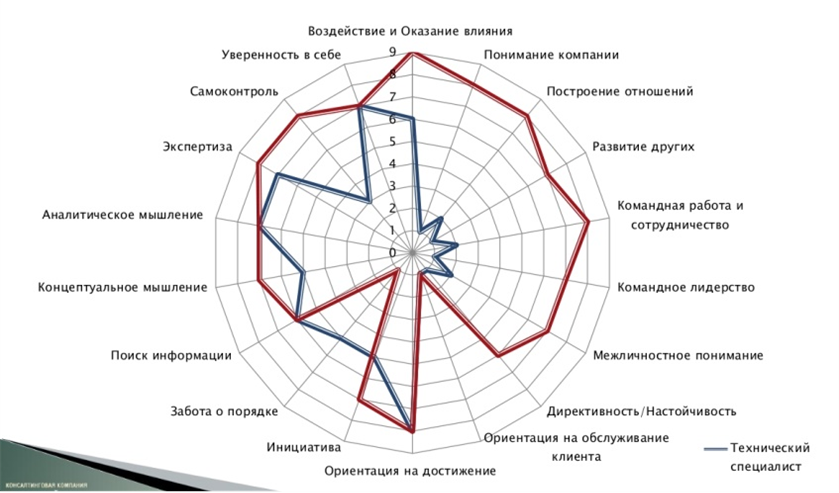 Воздействие и Оказание влияния
Уверенность в себе
Понимание компании
Самоконтроль
Построение отношений
Экспертиза
Развитие других
Аналитическое мышление
Командная работа и
сотрудничество
Концептуальное мышление
Командное лидерство
Поиск информации
Межличностное понимание
Забота о порядке
Директивность/Настойчивость
Инициатива
Ориентация на обслуживание
клиента
Ориентация на достижение
9
8
7
6
5
4
3
2
1
0
Технический
специалист
КОНСАЛТИНГОВАЯ КОМПАНИЯ